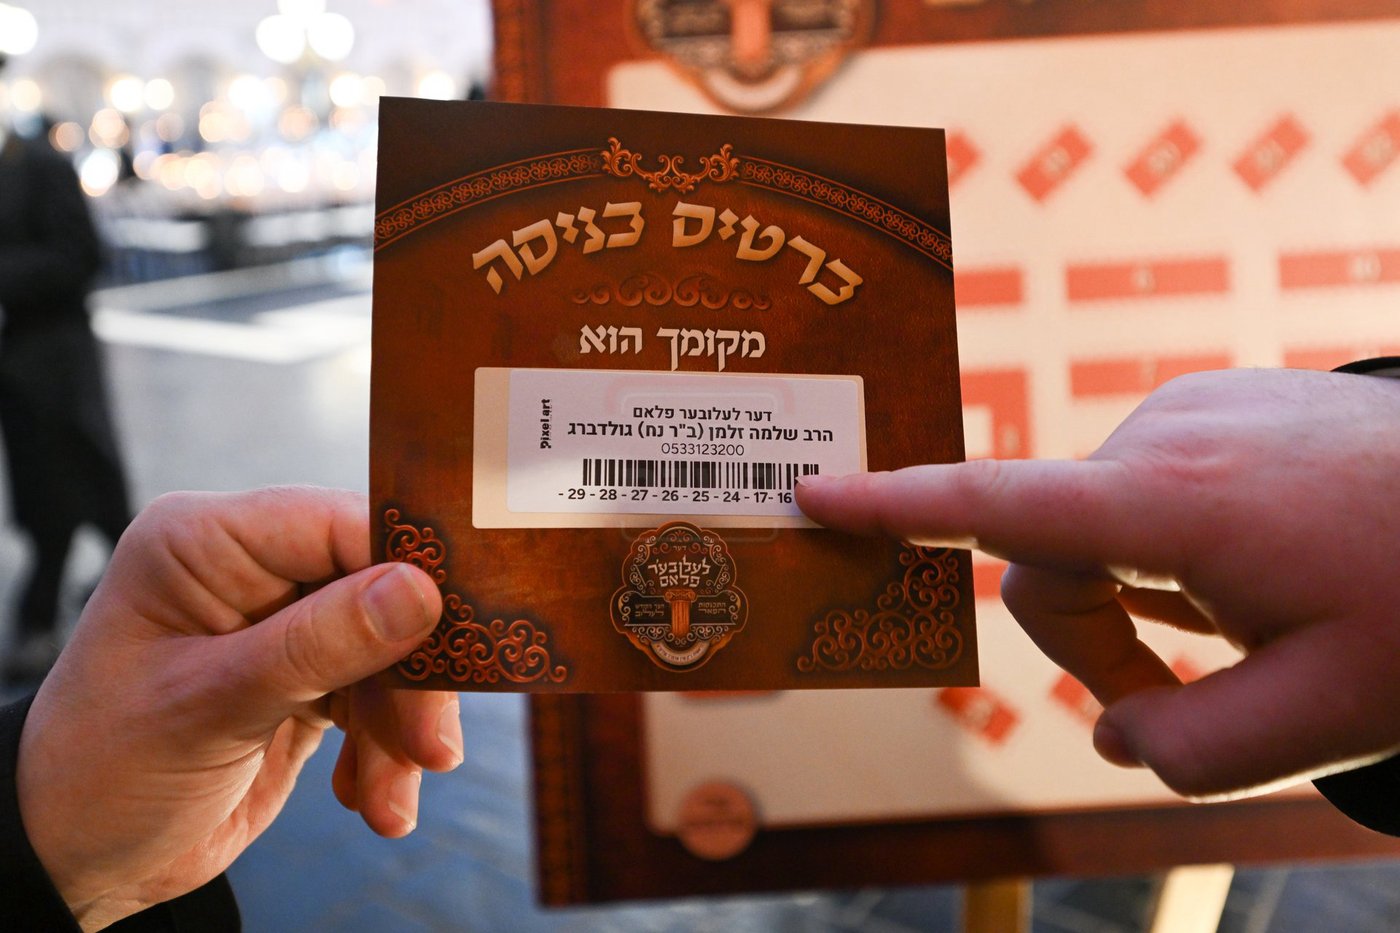 כרטיס כניסה
מקומך הוא
דער לעלובער פלאם
הרב שלמה זלמן (ב"ר נח) גולדברג
0533123200
- 29 - 28 - 27 - 26 - 25 - 24 - 17- 16
pixel art
דער
לעלובער
פלאם